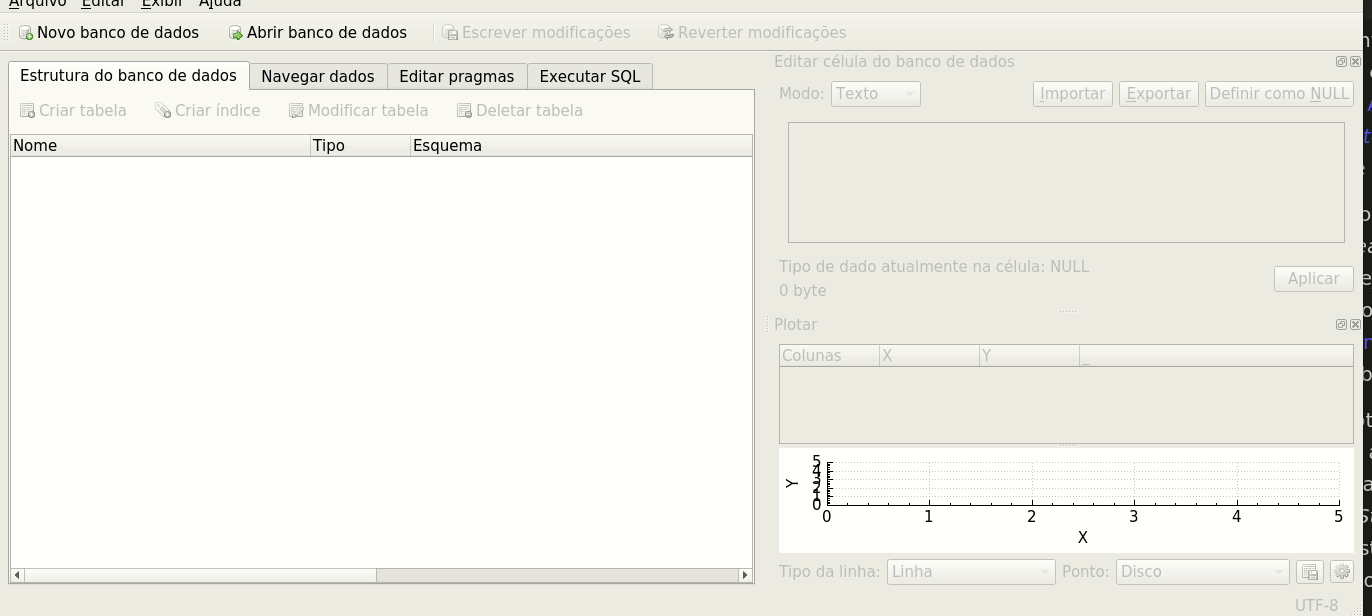 Arquivo Editar Exibir Ajuda
Novo banco de dados Abrir banco de dados Escrever modificações Reverter modificações
Estrutura do banco de dados Navegar dados Editar pragmas Executar SQL
Criar tabela Criar índice Modificar tabela Deletar tabela
Nome Tipo Esquema
Editar célula do banco de dados
Modo: Texto Importar Exportar Definir como NULL
Tipo de dado atualmente na célula: NULL
0 byte
Aplicar
Plotar
Colunas X Y _
5
4
3
2
1
0
Y
0 1 2 3 4 5
X
Tipo da linha: Linha Ponto: Disco
UTF-8